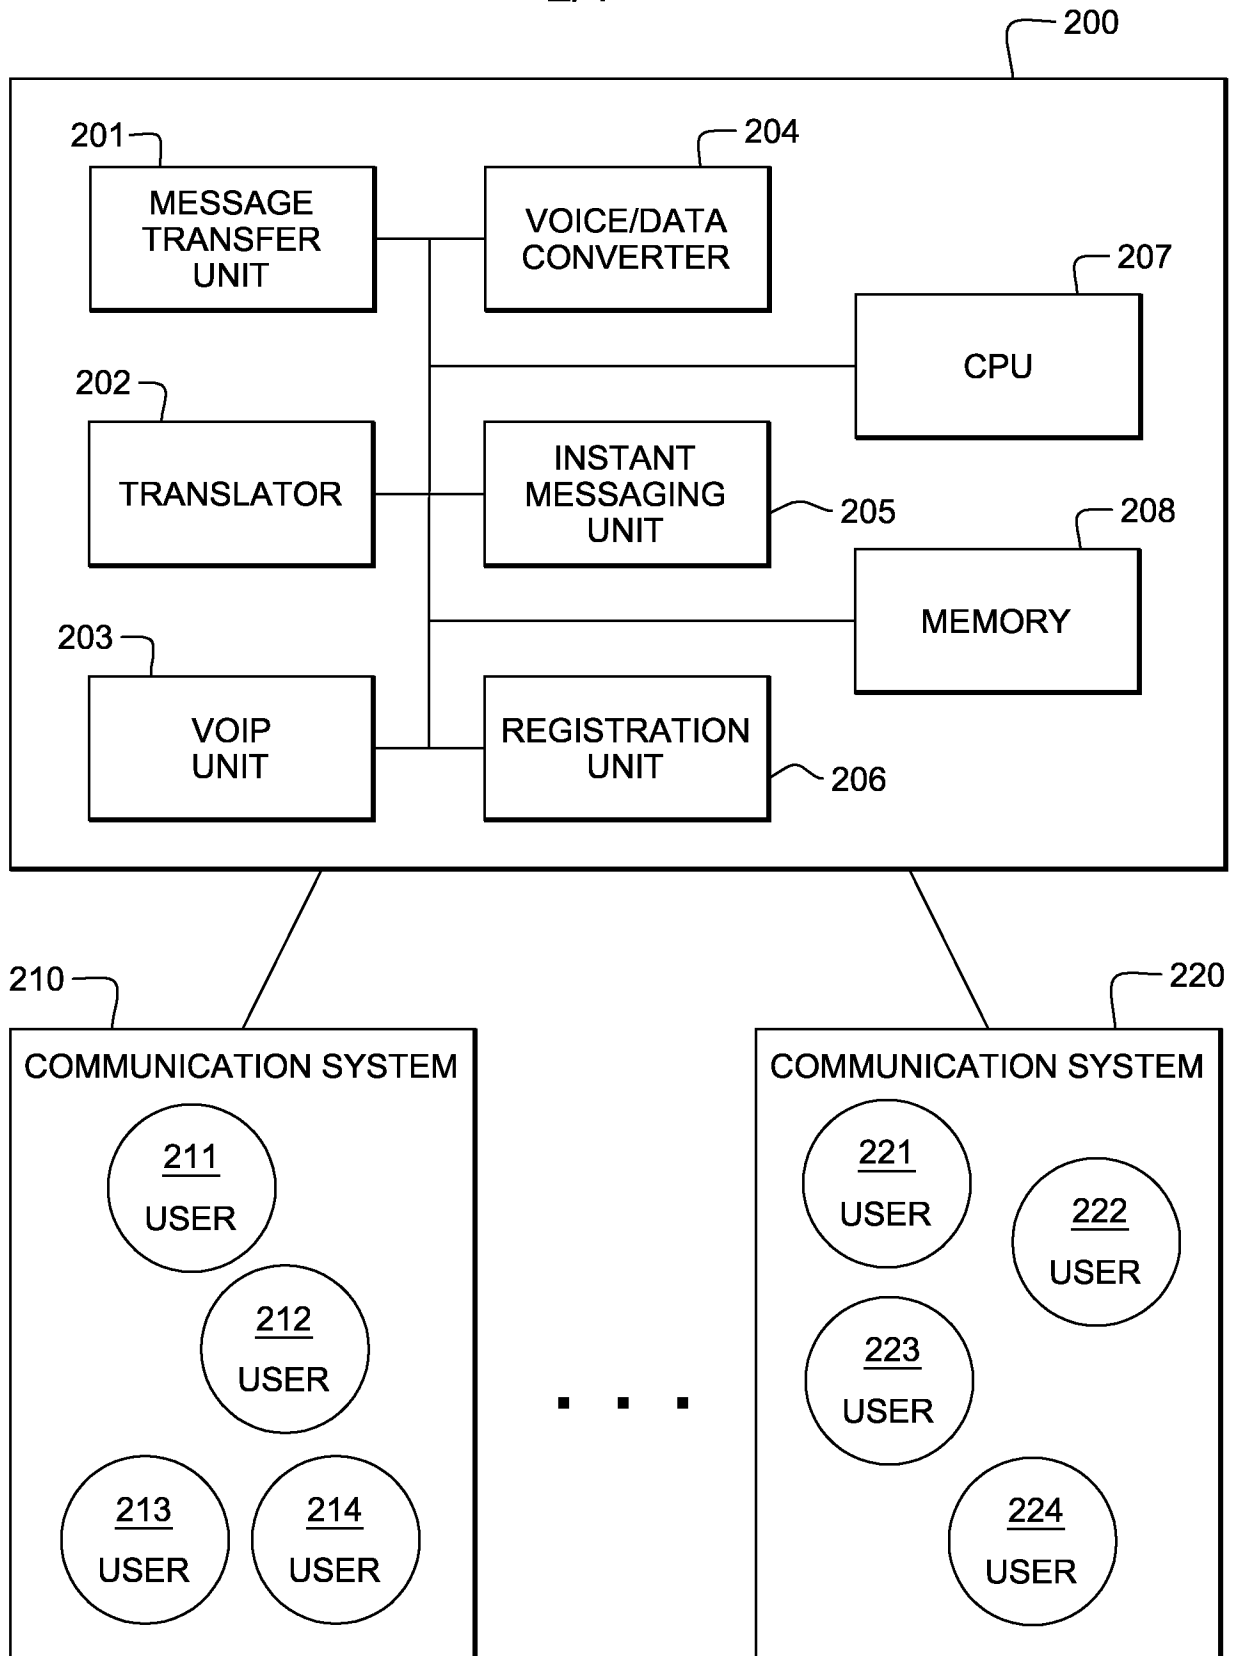 200
201
204
MESSAGE
TRANSFER
UNIT
VOICE/DATA
CONVERTER
207
CPU
202
TRANSLATOR
INSTANT
MESSAGING
UNIT
205
208
MEMORY
203
VOIP
UNIT
REGISTRATION
UNIT
206
210
220
COMMUNICATION SYSTEM
211
USER
212
USER
213
USER
214
USER
. . .
COMMUNICATION SYSTEM
221
USER
222
USER
223
USER
224
USER